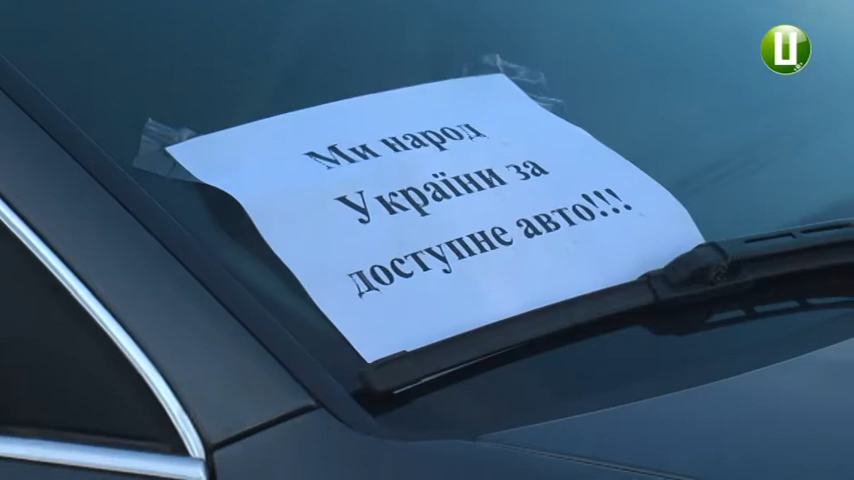 Ц
Ми народ
України за
доступне авто!!!